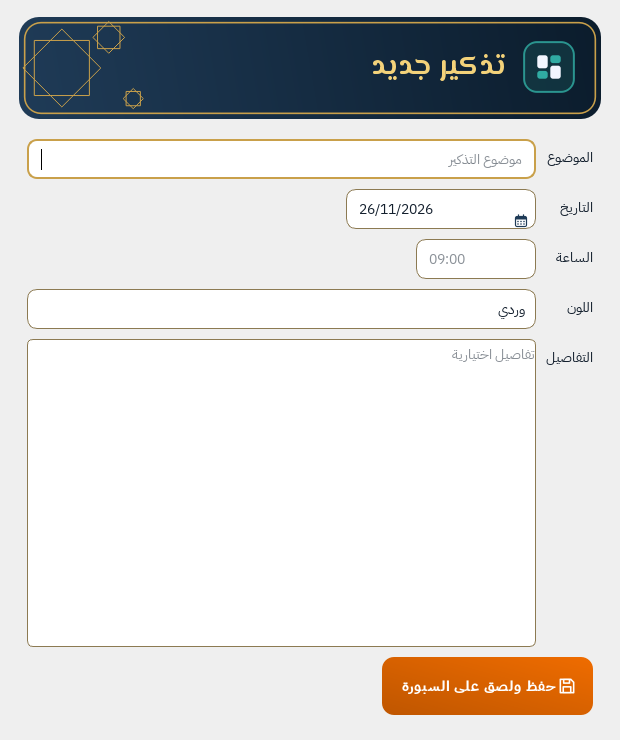 تذكير جديد
الموضوع
موضوع التذكير
التاريخ
26/11/2026
الساعة
09:00
اللون
وردي
التفاصيل
تفاصيل اختيارية
حفظ ولصق على السبورة